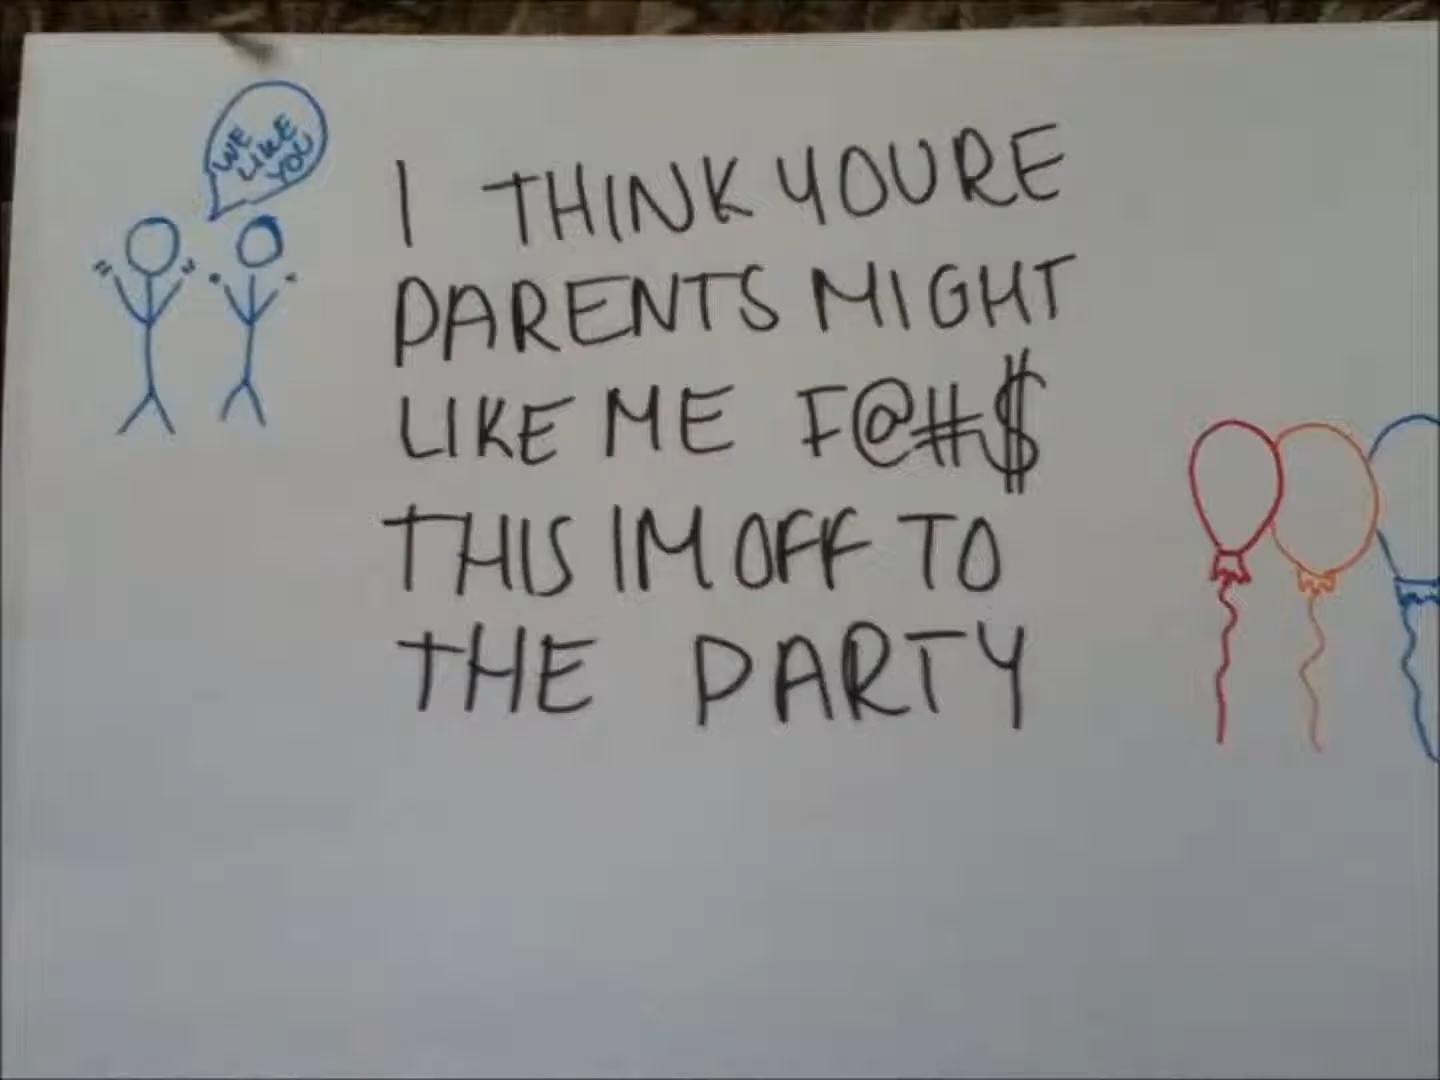 WE
LIKE
YOU
I THINK YOURE
PARENTS MIGHT
LIKE ME F@#$
THIS IM OFF TO
THE PARTY